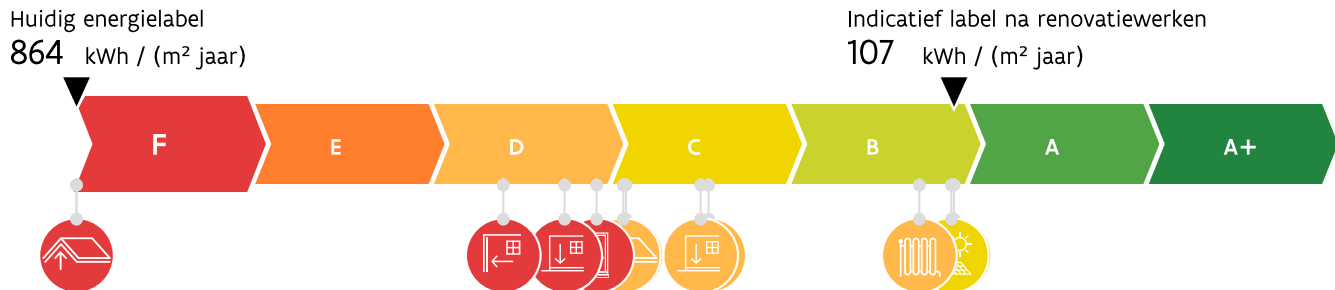 Huidig energielabel
864 kWh / (m² jaar)
Indicatief label na renovatiewerken
107 kWh / (m² jaar)
F E D C B A A+